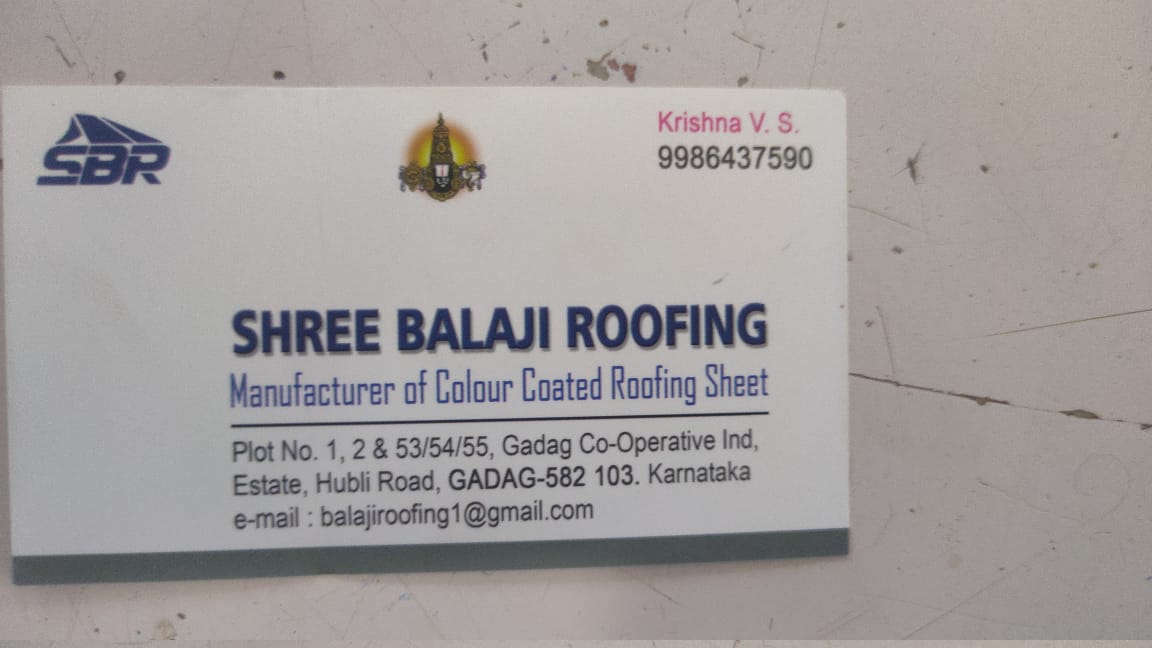 SBR
Krishna V. S.
9986437590
SHREE BALAJI ROOFING
Manufacturer of Colour Coated Roofing Sheet
Plot No. 1, 2 & 53/54/55, Gadag Co-Operative Ind,
Estate, Hubli Road, GADAG-582 103. Karnataka
e-mail : balajiroofing1@gmail.com